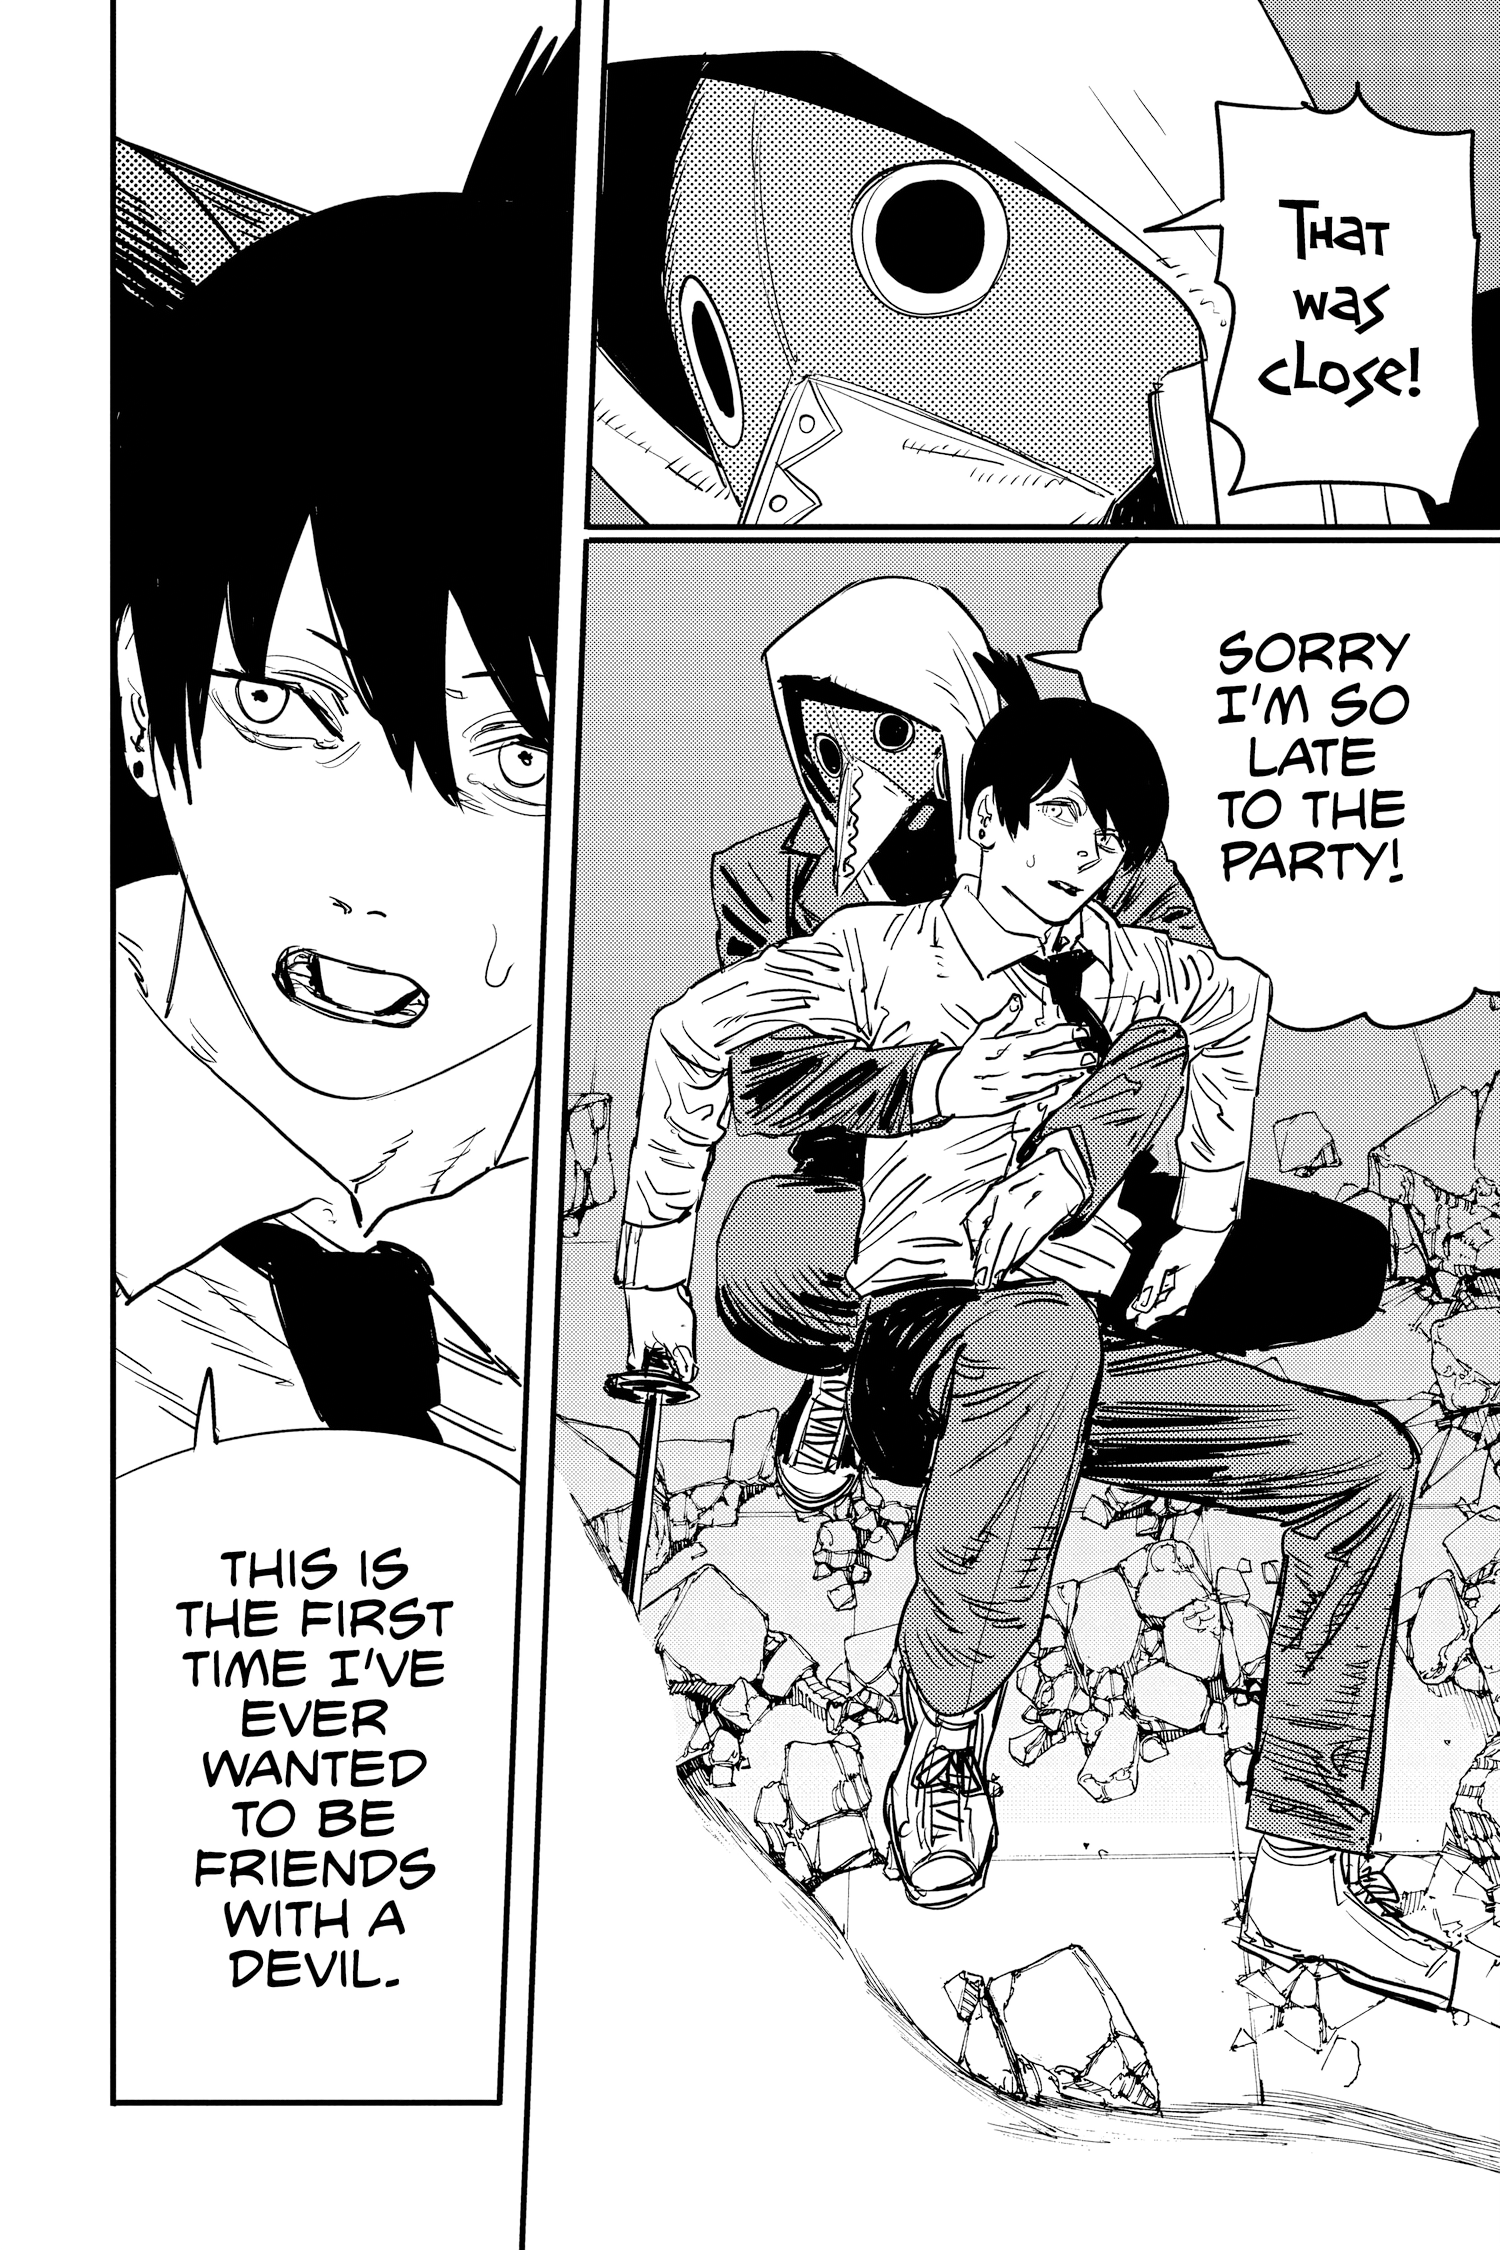 THAT
WAS
CLOSE!
SORRY
I'M SO
LATE
TO THE
PARTY!
THIS IS
THE FIRST
TIME I'VE
EVER
WANTED
TO BE
FRIENDS
WITH A
DEVIL.